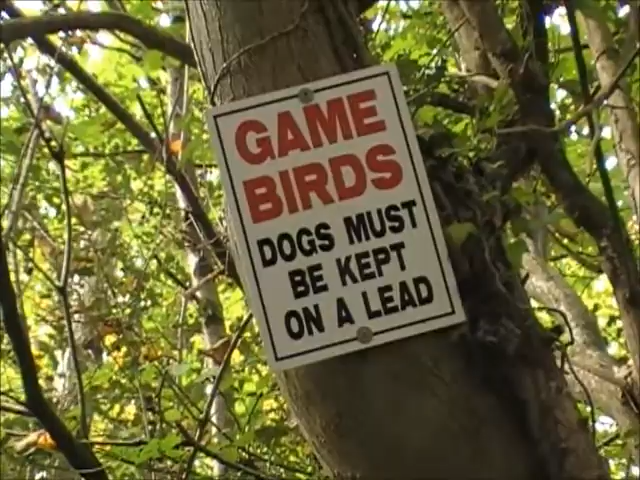 GAME
BIRDS
DOGS MUST
BE KEPT
ON A LEAD